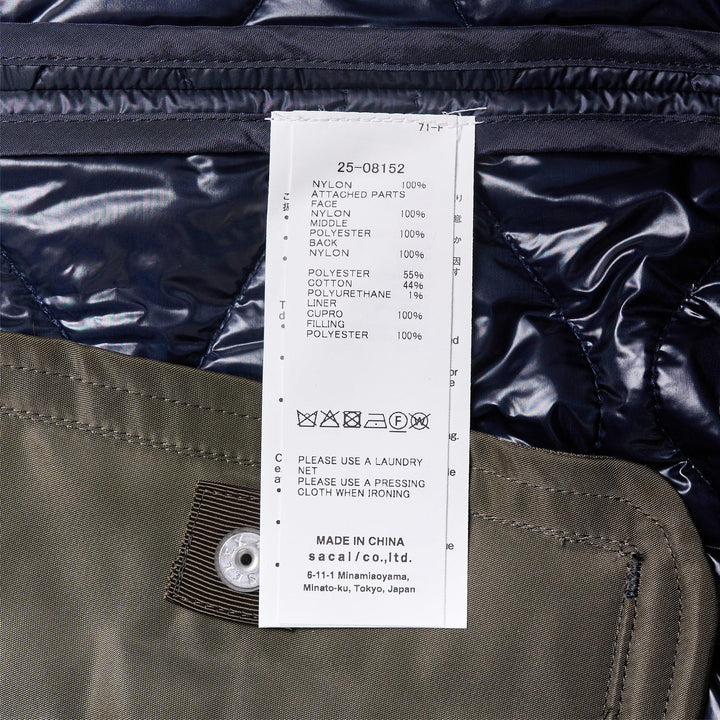 71-F
25-08152
NYLON 100%
ATTACHED PARTS
FACE
NYLON 100%
MIDDLE
POLYESTER 100%
BACK
NYLON 100%
POLYESTER 55%
COTTON 44%
POLYURETHANE 1%
LINER
CUPRO 100%
FILLING
POLYESTER 100%
PLEASE USE A LAUNDRY
NET
PLEASE USE A PRESSING
CLOTH WHEN IRONING
MADE IN CHINA
sacai/co.,ltd.
6-11-1 Minamiaoyama,
Minato-ku, Tokyo, Japan